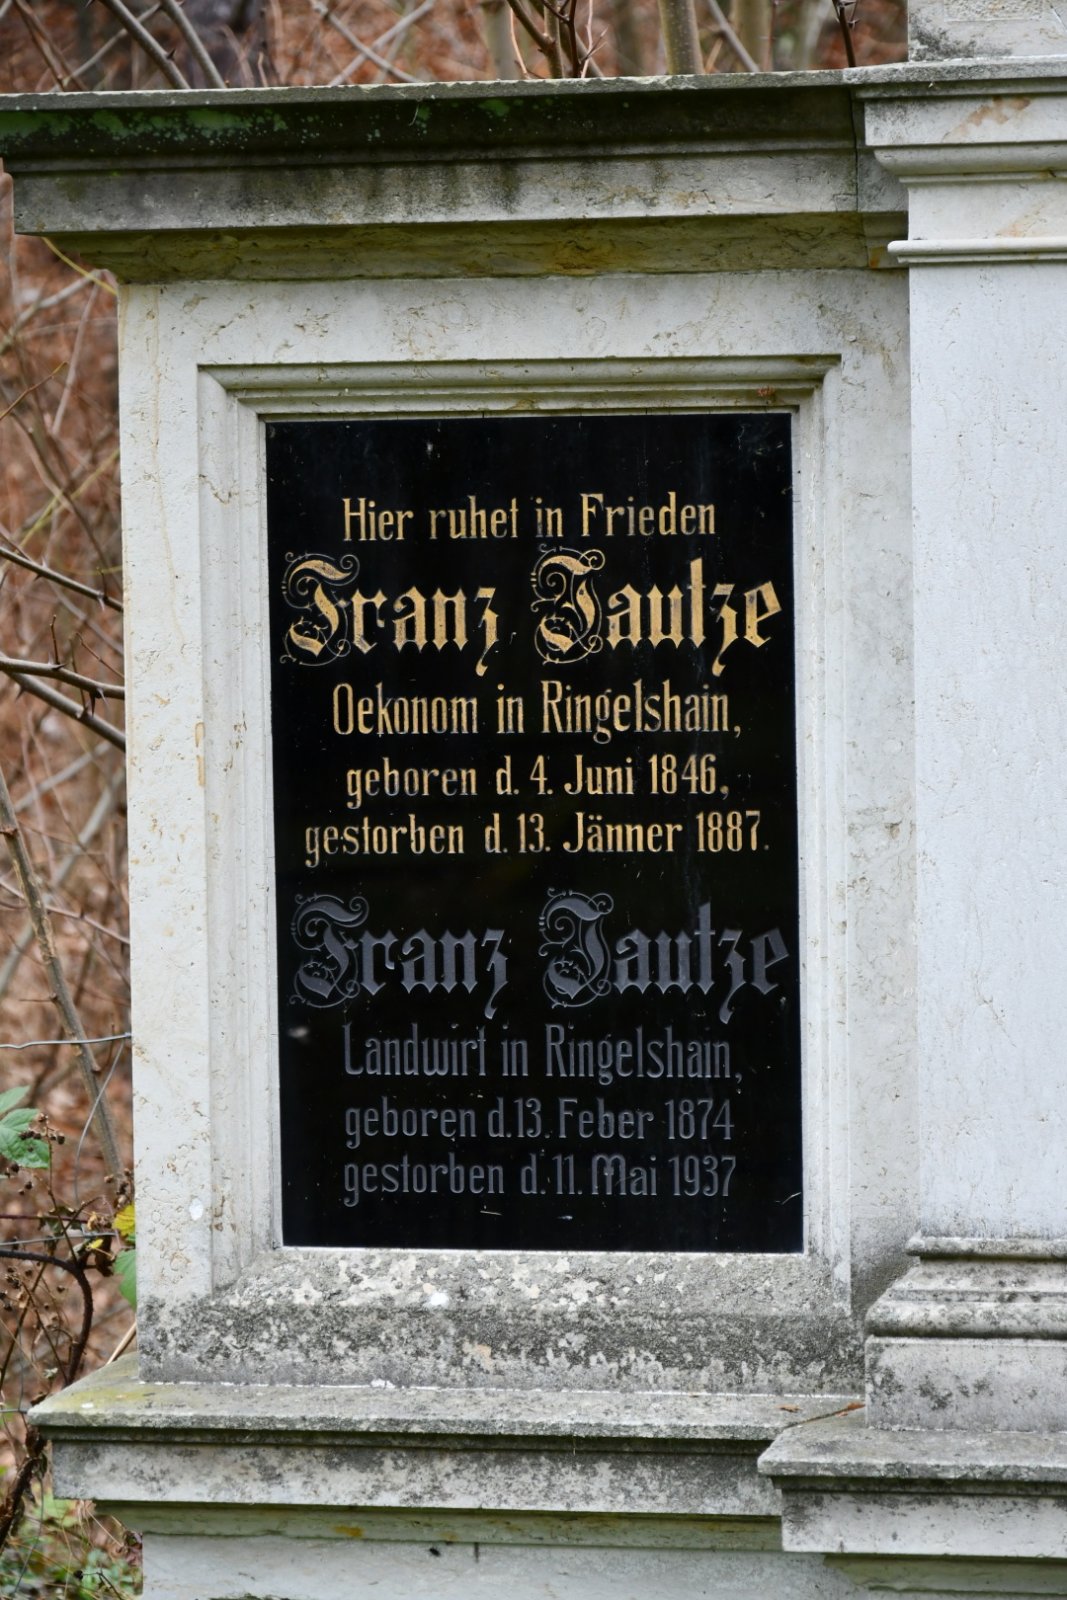 Hier ruhet in Frieden
Franz Jautze
Oekonom in Ringelshain,
geboren d. 4. Juni 1846,
gestorben d. 13. Jänner 1887.
Franz Jautze
Landwirt in Ringelshain,
geboren d. 13. Feber 1874
gestorben d. 11. Mai 1937